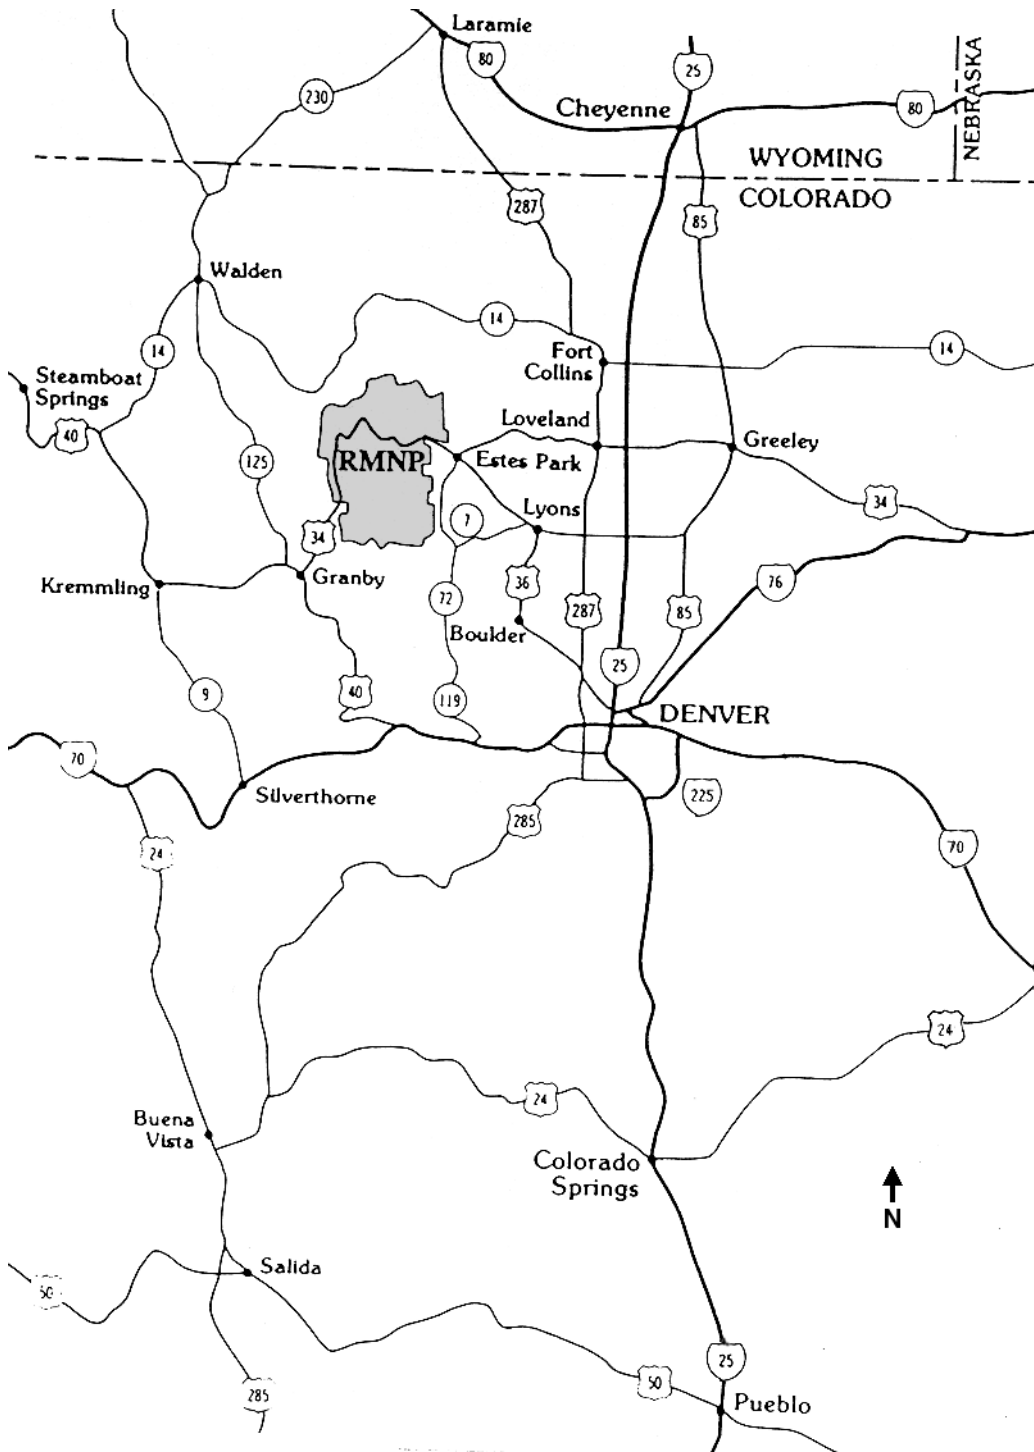 Laramie
80
25
230
Cheyenne
80
NEBRASKA
WYOMING
COLORADO
287
85
Walden
14
14
14
Fort
Collins
Steamboat
Springs
40
Loveland
Greeley
125
RMNP
Estes Park
34
7
Lyons
34
Kremmling
Granby
72
36
287
85
76
Boulder
25
9
40
119
DENVER
70
Silverthorne
225
285
24
70
24
24
Buena
Vista
Colorado
Springs
N
Salida
50
25
50
285
Pueblo